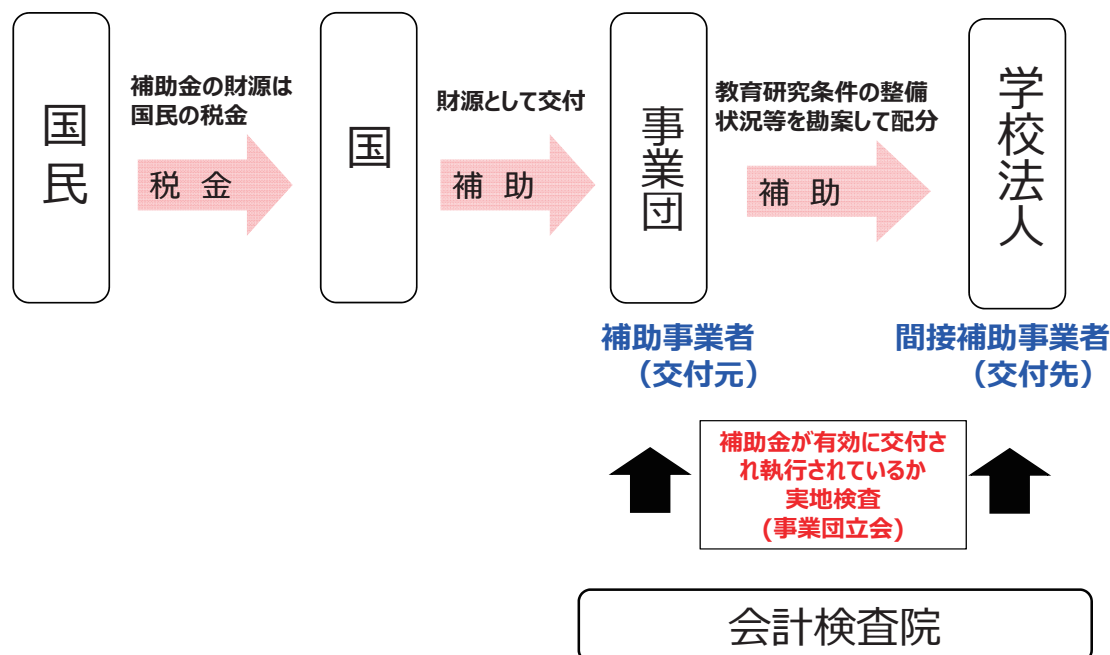 国民
補助金の財源は
国民の税金
税 金
国
財源として交付
補 助
事業団
教育研究条件の整備
状況等を勘案して配分
補 助
学校法人
補助事業者
（交付元）
間接補助事業者
（交付先）
補助金が有効に交付さ
れ執行されているか
実地検査
(事業団立会)
会計検査院